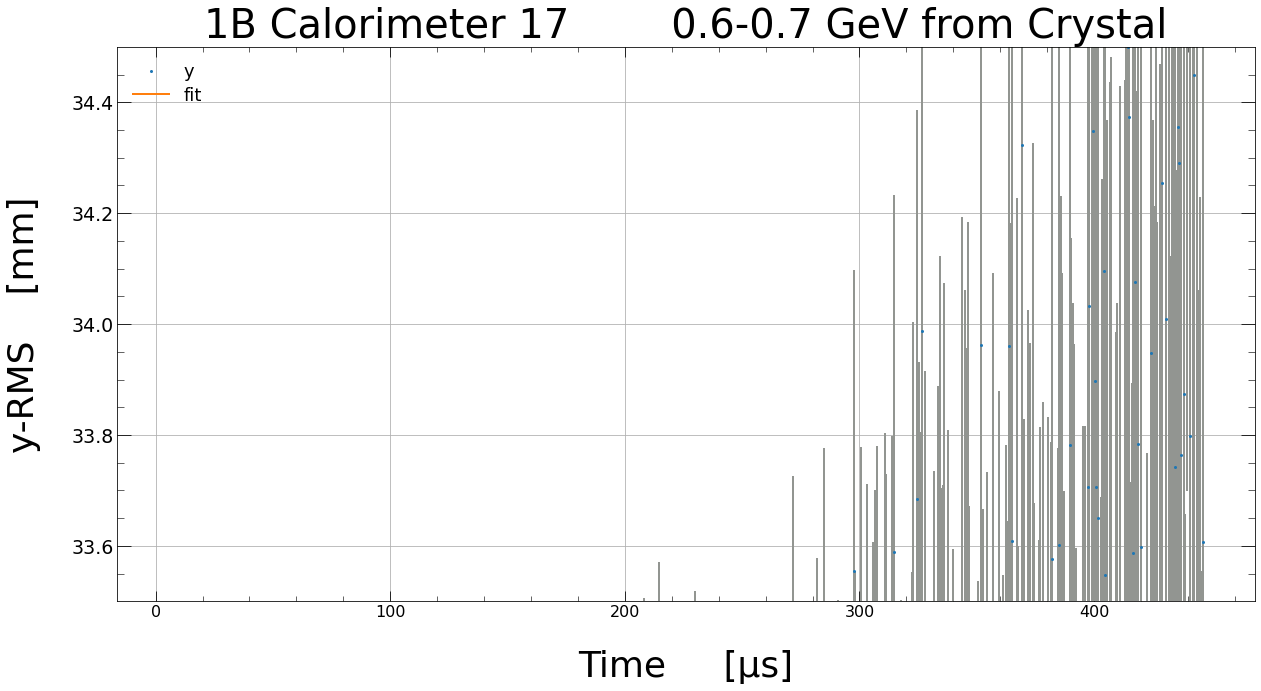 1B Calorimeter 17 0.6-0.7 GeV from Crystal
y
fit
34.4
34.2
34.0
33.8
33.6
y-RMS [mm]
0 100 200 300 400
Time [μs]